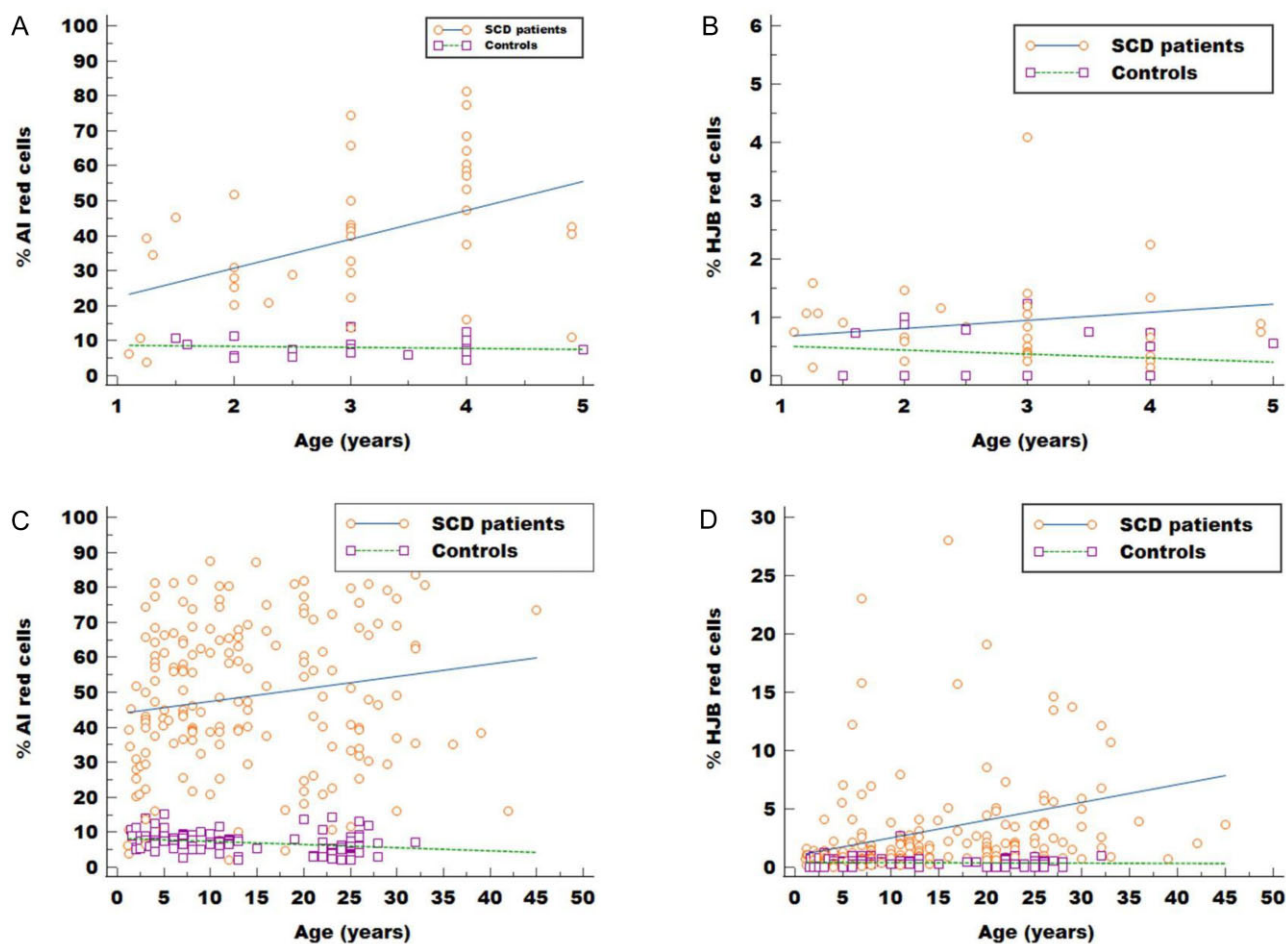 A
SCD patients
Controls
% AI red cells
100
90
80
70
60
50
40
30
20
10
0
1 2 3 4 5
Age (years)
B
SCD patients
Controls
% HJB red cells
6
5
4
3
2
1
0
1 2 3 4 5
Age (years)
C
SCD patients
Controls
% AI red cells
100
90
80
70
60
50
40
30
20
10
0
0 5 10 15 20 25 30 35 40 45 50
Age (years)
D
SCD patients
Controls
% HJB red cells
30
25
20
15
10
5
0
0 5 10 15 20 25 30 35 40 45 50
Age (years)